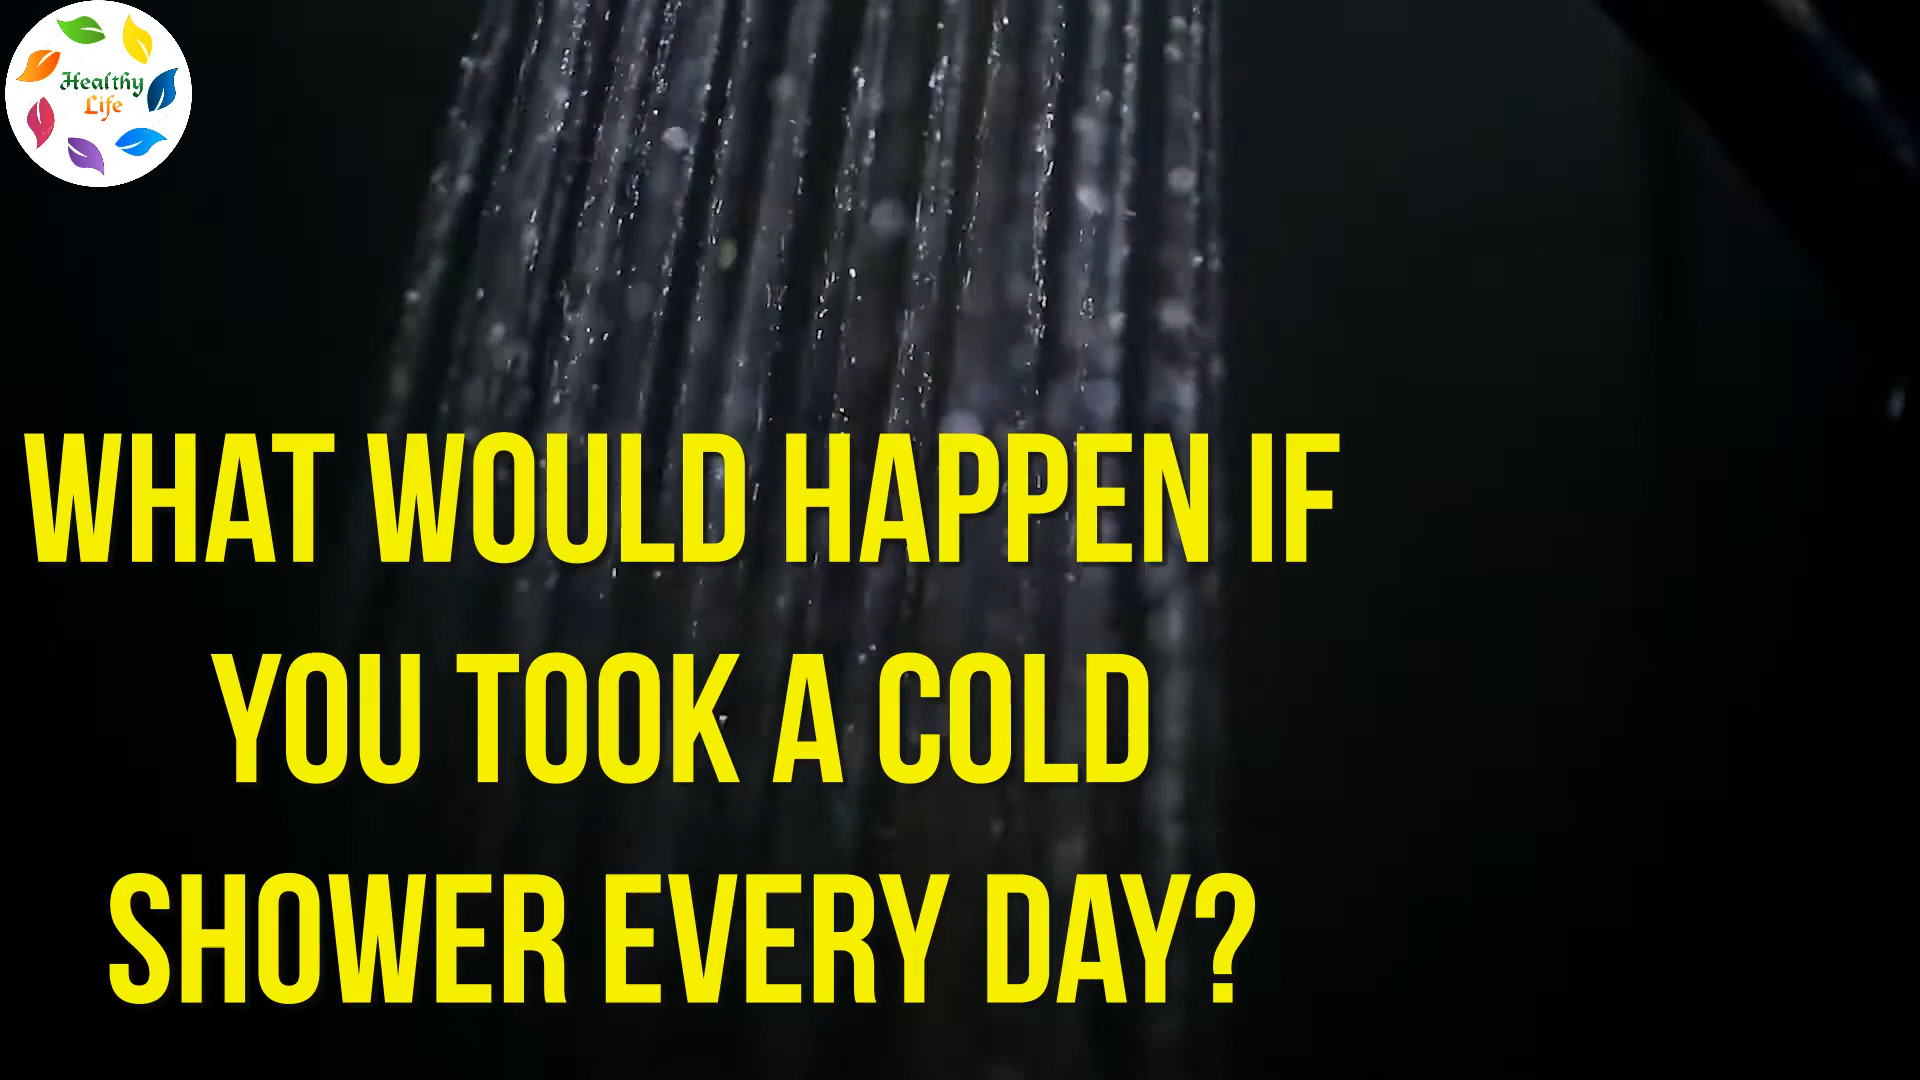 Healthy
Life
WHAT WOULD HAPPEN IF
YOU TOOK A COLD
SHOWER EVERY DAY?